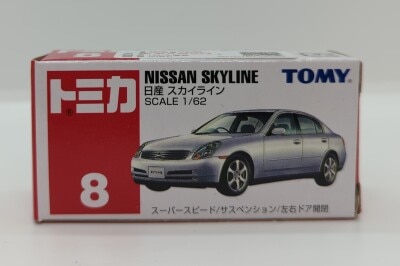 トミカ
8
NISSAN SKYLINE
日産 スカイライン
SCALE 1/62
TOMY
スーパースピード/サスペンション/左右ドア開閉